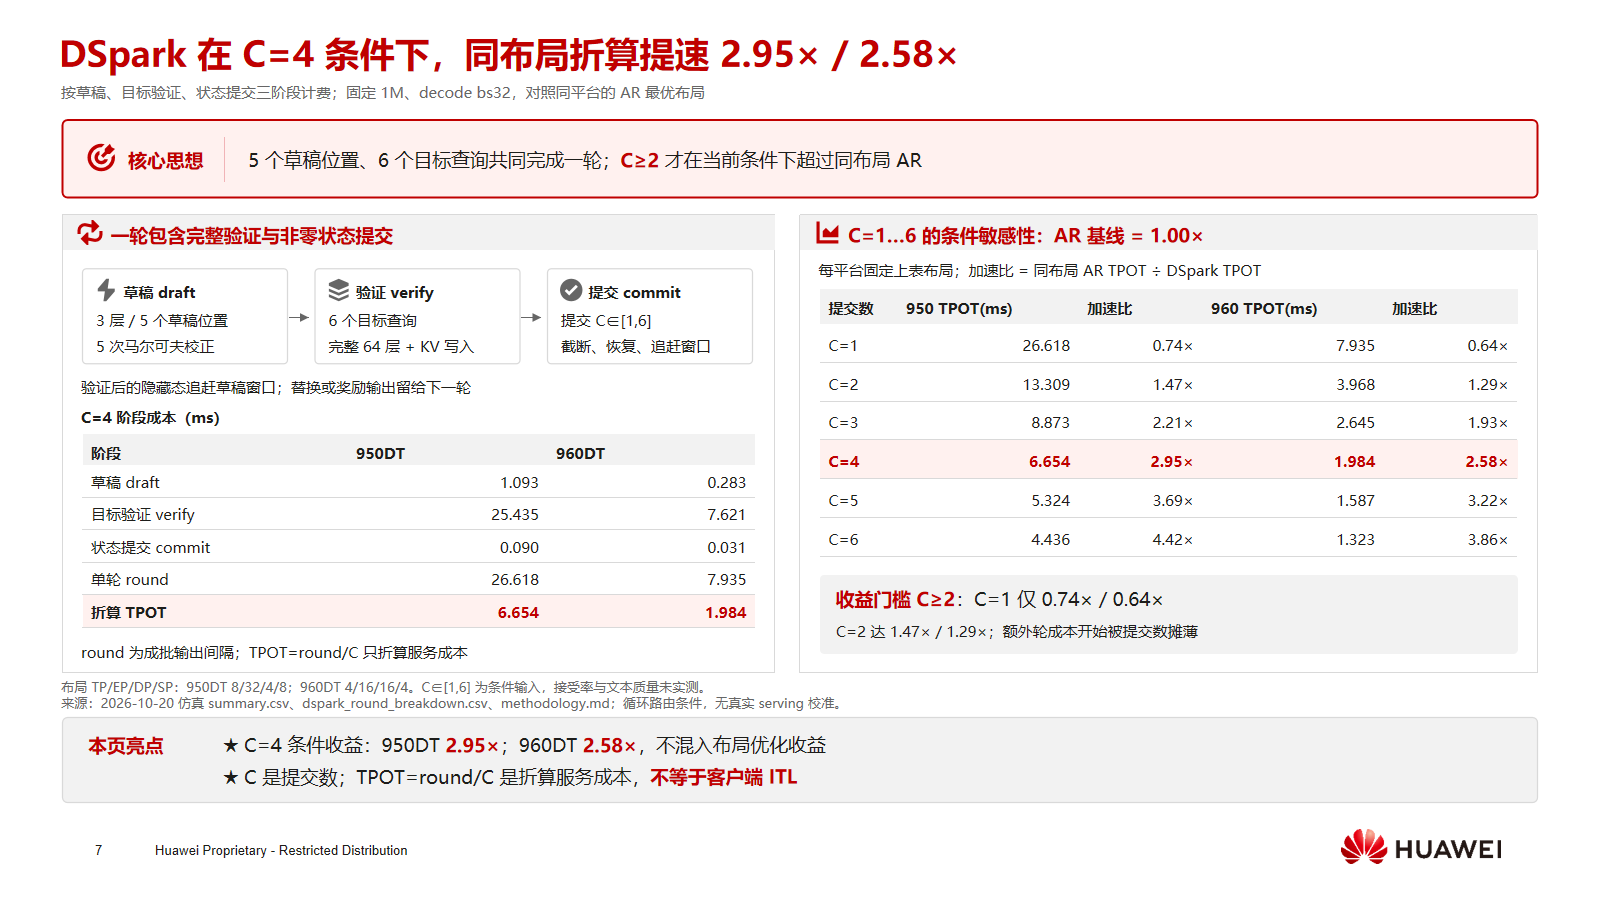 DSpark 在 C=4 条件下，同布局折算提速 2.95× / 2.58×
按草稿、目标验证、状态提交三阶段计费；固定 1M、decode bs32，对照同平台的 AR 最优布局
核心思想
5 个草稿位置、6 个目标查询共同完成一轮；C≥2 才在当前条件下超过同布局 AR
一轮包含完整验证与非零状态提交
草稿 draft
3 层 / 5 个草稿位置
5 次马尔可夫校正
验证 verify
6 个目标查询
完整 64 层 + KV 写入
提交 commit
提交 C∈[1,6]
截断、恢复、追赶窗口
验证后的隐藏态追赶草稿窗口；替换或奖励输出留给下一轮
C=4 阶段成本（ms）
阶段 950DT 960DT
草稿 draft 1.093 0.283
目标验证 verify 25.435 7.621
状态提交 commit 0.090 0.031
单轮 round 26.618 7.935
折算 TPOT 6.654 1.984
round 为成批输出间隔；TPOT=round/C 只折算服务成本
C=1…6 的条件敏感性：AR 基线 = 1.00×
每平台固定上表布局；加速比 = 同布局 AR TPOT ÷ DSpark TPOT
提交数 950 TPOT(ms) 加速比 960 TPOT(ms) 加速比
C=1 26.618 0.74× 7.935 0.64×
C=2 13.309 1.47× 3.968 1.29×
C=3 8.873 2.21× 2.645 1.93×
C=4 6.654 2.95× 1.984 2.58×
C=5 5.324 3.69× 1.587 3.22×
C=6 4.436 4.42× 1.323 3.86×
收益门槛 C≥2：C=1 仅 0.74× / 0.64×
C=2 达 1.47× / 1.29×；额外轮成本开始被提交数摊薄
布局 TP/EP/DP/SP：950DT 8/32/4/8；960DT 4/16/16/4。C∈[1,6] 为条件输入，接受率与文本质量未实测。
来源：2026-10-20 仿真 summary.csv、dspark_round_breakdown.csv、methodology.md；循环路由条件，无真实 serving 校准。
本页亮点
★ C=4 条件收益：950DT 2.95×；960DT 2.58×，不混入布局优化收益
★ C 是提交数；TPOT=round/C 是折算服务成本，不等于客户端 ITL
7 Huawei Proprietary - Restricted Distribution
HUAWEI